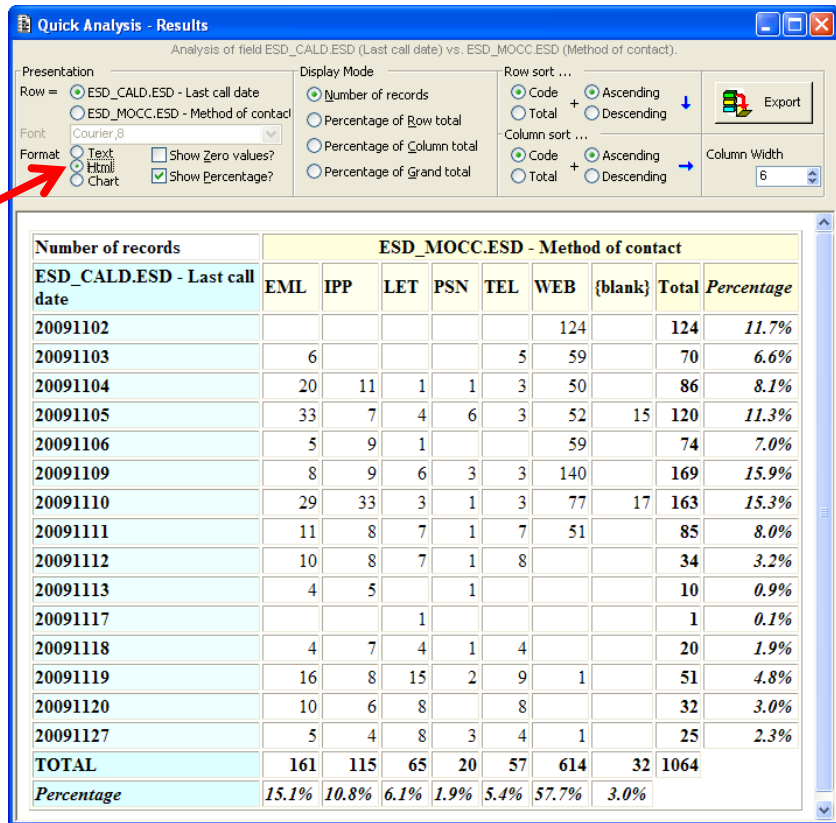 Quick Analysis - Results
Analysis of field ESD_CALD.ESD (Last call date) vs. ESD_MOCC.ESD (Method of contact).
Presentation
Row = ESD_CALD.ESD - Last call date
ESD_MOCC.ESD - Method of contact
Font Courier,8
Format Text Show Zero values?
Html
Chart Show Percentage?
Display Mode
Number of records
Percentage of Row total
Percentage of Column total
Percentage of Grand total
Row sort ...
Code + Ascending
Total Descending
Column sort ...
Code + Ascending
Total Descending
Export
Column Width
6
Number of records ESD_MOCC.ESD - Method of contact
ESD_CALD.ESD - Last call EML IPP LET PSN TEL WEB {blank} Total Percentage
date
20091102 124 124 11.7%
20091103 6 5 59 70 6.6%
20091104 20 11 1 1 3 50 86 8.1%
20091105 33 7 4 6 3 52 15 120 11.3%
20091106 5 9 1 59 74 7.0%
20091109 8 9 6 3 3 140 169 15.9%
20091110 29 33 3 1 3 77 17 163 15.3%
20091111 11 8 7 1 7 51 85 8.0%
20091112 10 8 7 1 8 34 3.2%
20091113 4 5 1 10 0.9%
20091117 1 1 0.1%
20091118 4 7 4 1 4 20 1.9%
20091119 16 8 15 2 9 1 51 4.8%
20091120 10 6 8 8 32 3.0%
20091127 5 4 8 3 4 1 25 2.3%
TOTAL 161 115 65 20 57 614 32 1064
Percentage 15.1% 10.8% 6.1% 1.9% 5.4% 57.7% 3.0%